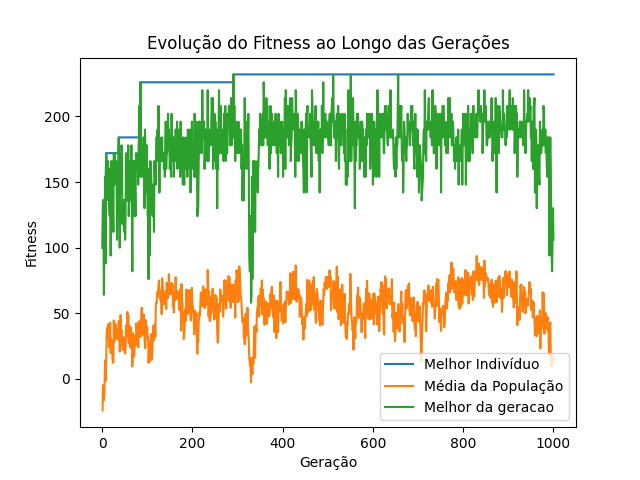 Evolução do Fitness ao Longo das Gerações
Fitness
200
150
100
50
0
0 200 400 600 800 1000
Geração
Melhor Indivíduo
Média da População
Melhor da geracao